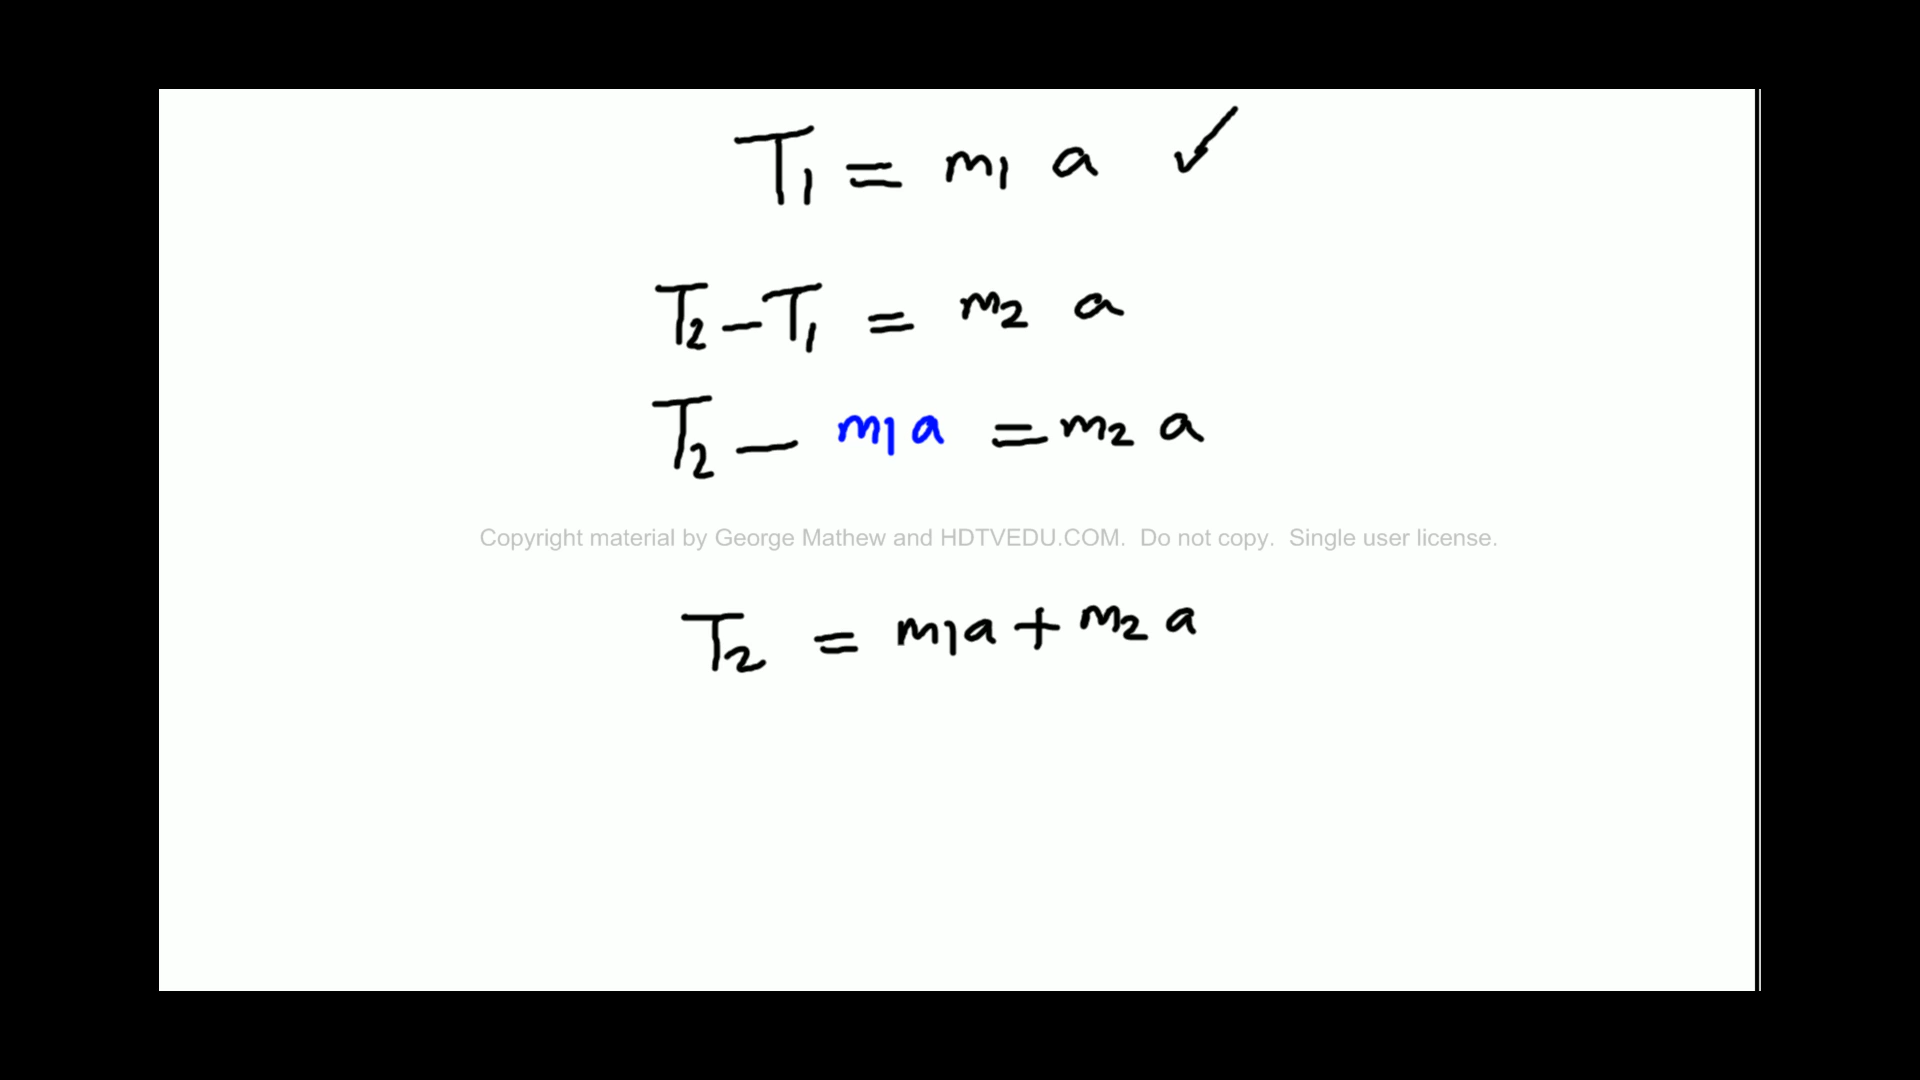 T₁ = m₁ a ✓
T₂ - T₁ = m₂ a
T₂ - m₁a = m₂ a
Copyright material by George Mathew and HDTVEDU.COM. Do not copy. Single user license.
T₂ = m₁a + m₂ a